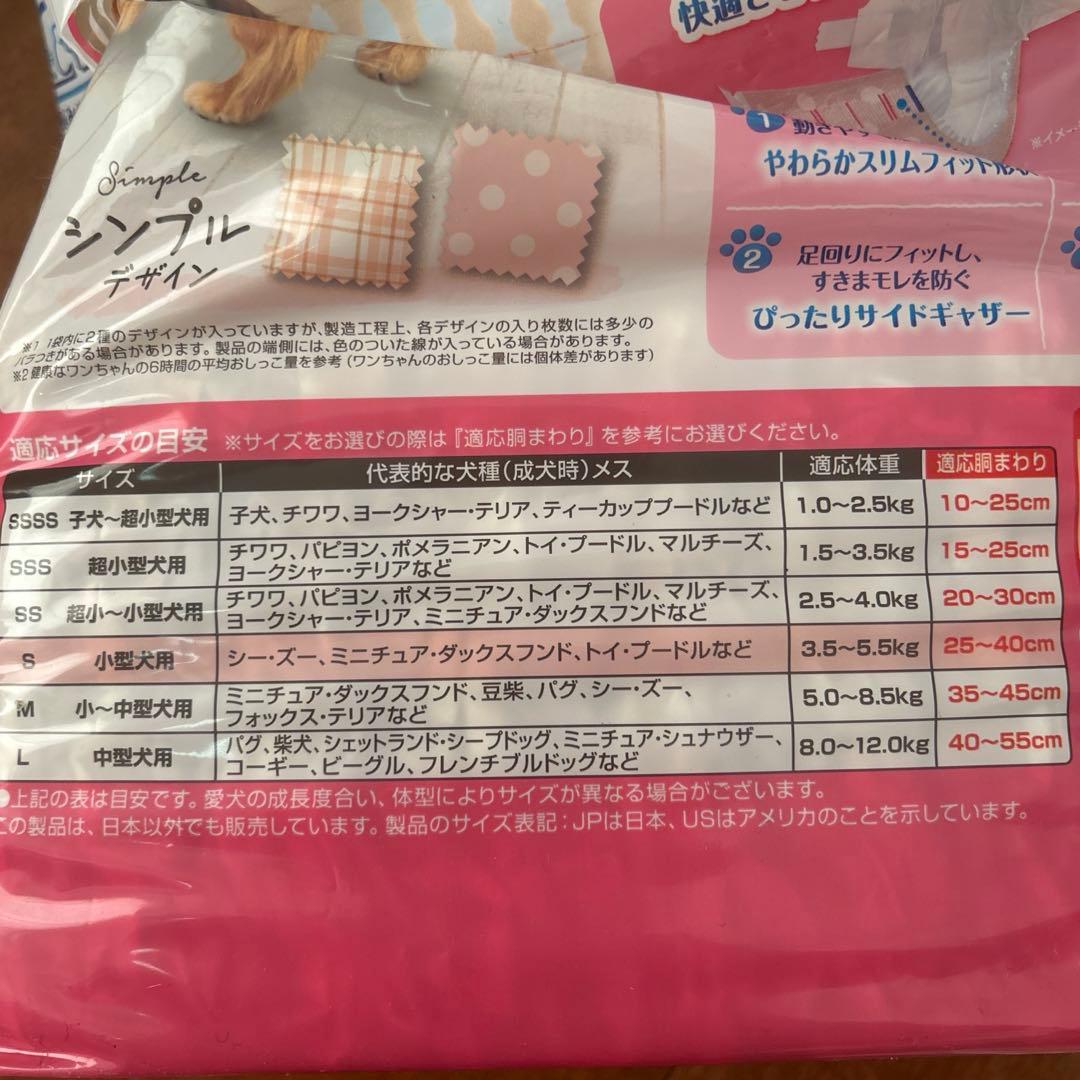 快適さ
Simple
シンプル
デザイン
1
やわらかスリムフィット形状
2
足回りにフィットし、
すきまモレを防ぐ
ぴったりサイドギャザー
※1 1袋内に2種のデザインが入っていますが、製造工程上、各デザインの入り枚数には多少の
バラつきがある場合があります。製品の端側には、色のついた線が入っている場合があります。
※2 健康なワンちゃんの6時間の平均おしっこ量を参考 (ワンちゃんのおしっこ量には個体差があります)
適応サイズの目安 ※サイズをお選びの際は『適応胴まわり』を参考にお選びください。
サイズ 代表的な犬種(成犬時)メス 適応体重 適応胴まわり
SSSS 子犬～超小型犬用 子犬、チワワ、ヨークシャー・テリア、ティーカッププードルなど 1.0～2.5kg 10～25cm
SSS 超小型犬用 チワワ、パピヨン、ポメラニアン、トイ・プードル、マルチーズ、
ヨークシャー・テリアなど 1.5～3.5kg 15～25cm
SS 超小～小型犬用 チワワ、パピヨン、ポメラニアン、トイ・プードル、マルチーズ、
ヨークシャー・テリア、ミニチュア・ダックスフンドなど 2.5～4.0kg 20～30cm
S 小型犬用 シー・ズー、ミニチュア・ダックスフンド、トイ・プードルなど 3.5～5.5kg 25～40cm
M 小～中型犬用 ミニチュア・ダックスフンド、豆柴、パグ、シー・ズー、
フォックス・テリアなど 5.0～8.5kg 35～45cm
L 中型犬用 パグ、柴犬、シェットランド・シープドッグ、ミニチュア・シュナウザー、
コーギー、ビーグル、フレンチブルドッグなど 8.0～12.0kg 40～55cm
●上記の表は目安です。愛犬の成長度合い、体型によりサイズが異なる場合がございます。
この製品は、日本以外でも販売しています。製品のサイズ表記：JPは日本、USはアメリカのことを示しています。